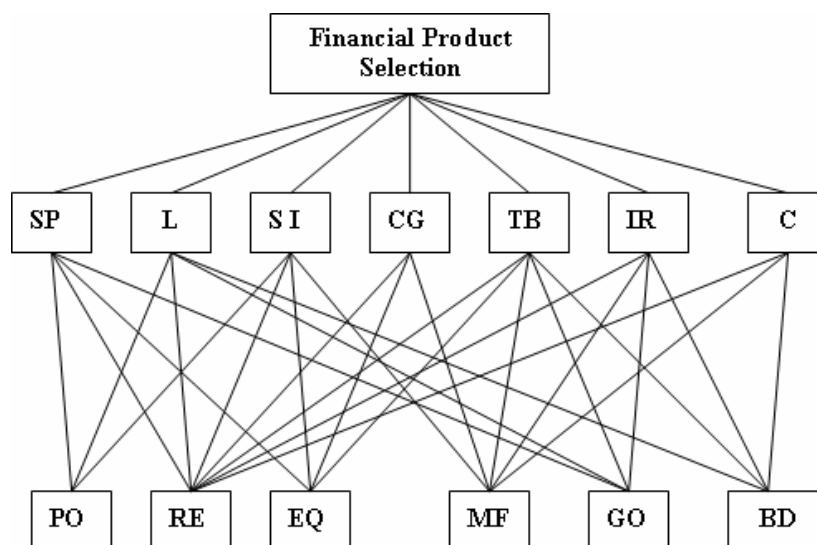 Financial Product
Selection
SP L S I CG TB IR C
PO RE EQ MF GO BD